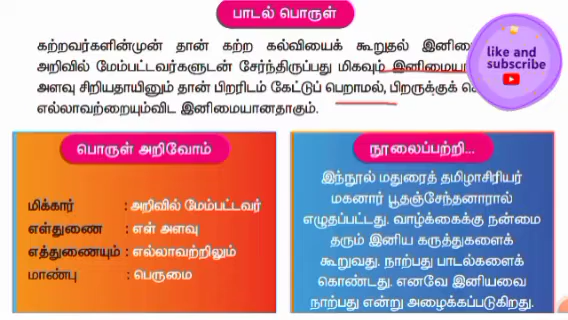 பாடல் பொருள்
கற்றவர்களின்முன் தான் கற்ற கல்வியைக் கூறுதல்
அறிவில் மேம்பட்டவர்களுடன் சேர்ந்திருப்பது மிகவும்
அளவு சிறியதாயினும் தான் பிறரிடம் கேட்டுப் பெறாமல், பிறருக்குக்
எல்லாவற்றையும்விட இனிமையானதாகும்.
like and
subscribe
பொருள் அறிவோம்
மிக்கார் : அறிவில் மேம்பட்டவர்
எள்துணை : எள் அளவு
எத்துணையும் : எல்லாவற்றிலும்
மாண்பு : பெருமை
நூலைப்பற்றி...
இந்நூல் மதுரைத் தமிழாசிரியர்
மகனார் பூதஞ்சேந்தனாரால்
எழுதப்பட்டது. வாழ்க்கைக்கு நன்மை
தரும் இனிய கருத்துகளைக்
கூறுவது. நாற்பது பாடல்களைக்
கொண்டது. எனவே இனியவை
நாற்பது என்று அழைக்கப்படுகிறது.